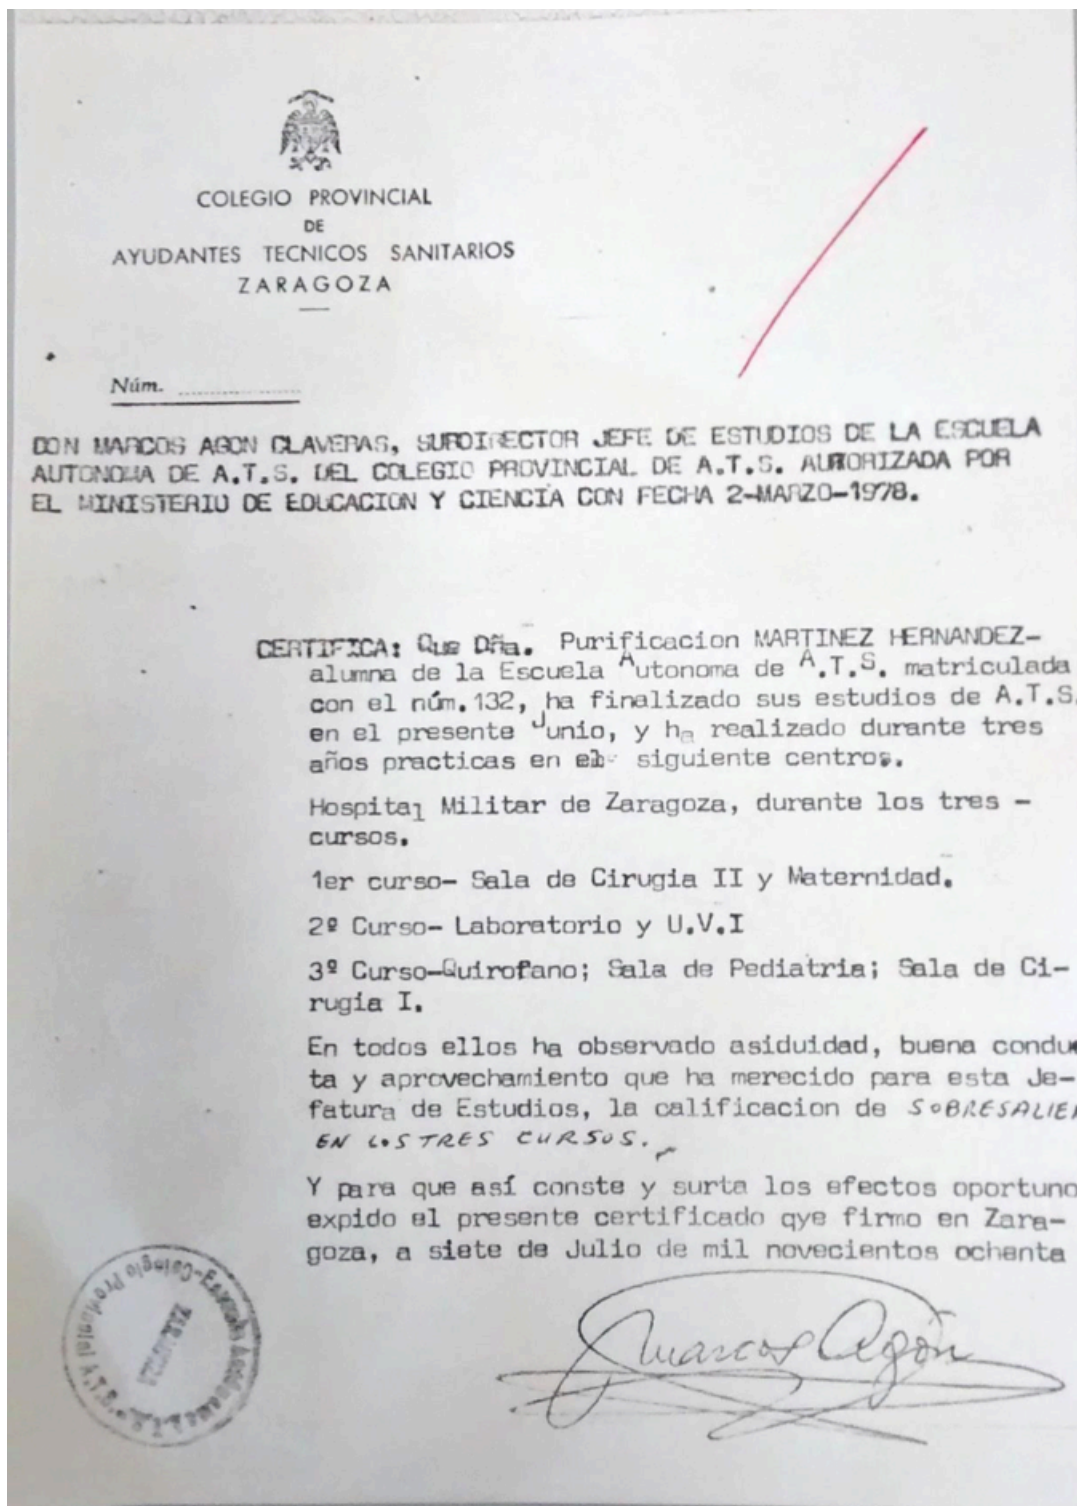 COLEGIO PROVINCIAL
DE
AYUDANTES TECNICOS SANITARIOS
ZARAGOZA
Núm.
DON MARCOS AGON CLAVERAS, SUBDIRECTOR JEFE DE ESTUDIOS DE LA ESCUELA
AUTONOMA DE A.T.S. DEL COLEGIO PROVINCIAL DE A.T.S. AUTORIZADA POR
EL MINISTERIO DE EDUCACION Y CIENCIA CON FECHA 2-MARZO-1978.
CERTIFICA: Que Dña. Purificacion MARTINEZ HERNANDEZ-
alumna de la Escuela Autonoma de A.T.S. matriculada
con el núm.132, ha finalizado sus estudios de A.T.S.
en el presente Junio, y ha realizado durante tres
años practicas en el siguiente centros.
Hospital Militar de Zaragoza, durante los tres -
cursos.
1er curso- Sala de Cirugia II y Maternidad.
2º Curso- Laboratorio y U.V.I
3º Curso-Quirofano; Sala de Pediatria; Sala de Ci-
rugia I.
En todos ellos ha observado asiduidad, buena conduc
ta y aprovechamiento que ha merecido para esta Je-
fatura de Estudios, la calificacion de SOBRESALIEN
EN LOS TRES CURSOS.
Y para que así conste y surta los efectos oportuno
expido el presente certificado qye firmo en Zara-
goza, a siete de Julio de mil novecientos ochenta
Marcos Agón
Escuela Autónoma A.T.S. - Colegio Provincial A.T.S.
ZARAGOZA